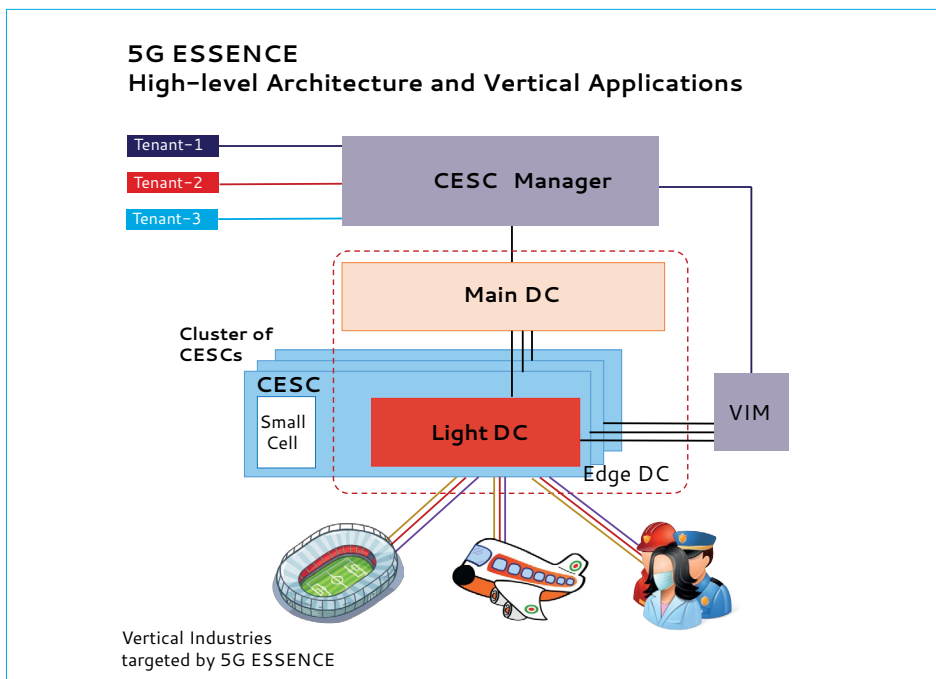 5G ESSENCE
High-level Architecture and Vertical Applications
Tenant-1
Tenant-2
Tenant-3
CESC Manager
Main DC
Cluster of
CESCs
CESC
Small
Cell
Light DC
VIM
Edge DC
Vertical Industries
targeted by 5G ESSENCE